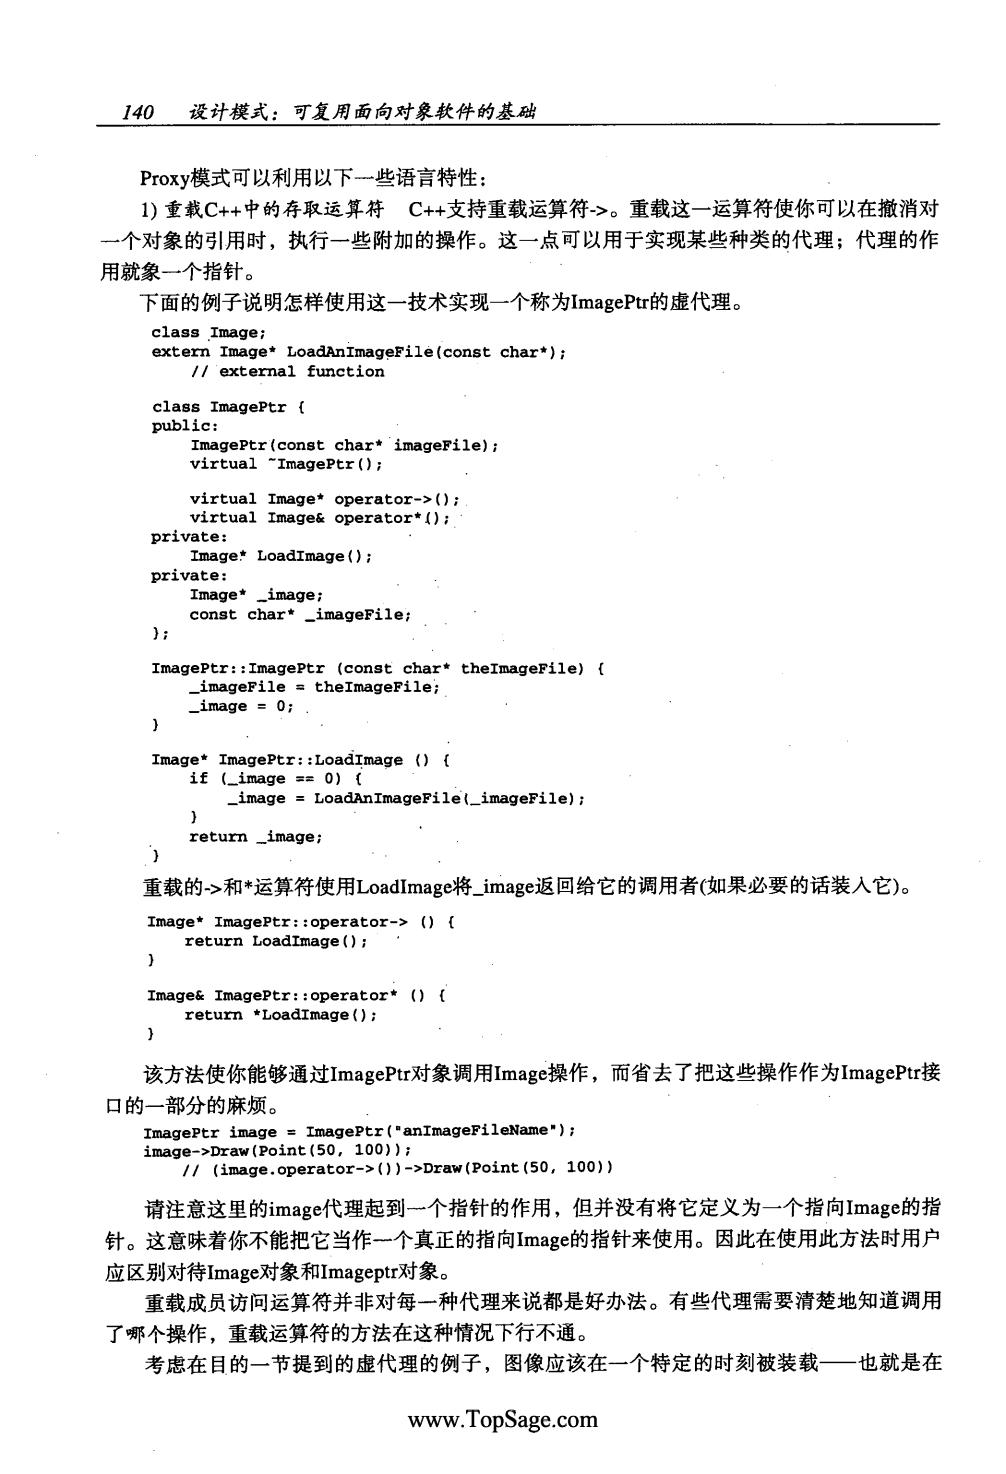 140 设计模式：可复用面向对象软件的基础
Proxy模式可以利用以下一些语言特性：
1) 重载C++中的存取运算符 C++支持重载运算符->。重载这一运算符使你可以在撤消对
一个对象的引用时，执行一些附加的操作。这一点可以用于实现某些种类的代理；代理的作
用就象一个指针。
下面的例子说明怎样使用这一技术实现一个称为ImagePtr的虚代理。
class Image;
extern Image* LoadAnImageFile(const char*);
// external function
class ImagePtr {
public:
ImagePtr(const char* imageFile);
virtual ~ImagePtr();
virtual Image* operator->();
virtual Image& operator*();
private:
Image* LoadImage();
private:
Image* _image;
const char* _imageFile;
};
ImagePtr::ImagePtr (const char* theImageFile) {
_imageFile = theImageFile;
_image = 0;
}
Image* ImagePtr::LoadImage () {
if (_image == 0) {
_image = LoadAnImageFile(_imageFile);
}
return _image;
}
重载的->和*运算符使用LoadImage将_image返回给它的调用者(如果必要的话装入它)。
Image* ImagePtr::operator-> () {
return LoadImage();
}
Image& ImagePtr::operator* () {
return *LoadImage();
}
该方法使你能够通过ImagePtr对象调用Image操作，而省去了把这些操作作为ImagePtr接
口的一部分的麻烦。
ImagePtr image = ImagePtr("anImageFileName");
image->Draw(Point(50, 100));
// (image.operator->())->Draw(Point(50, 100))
请注意这里的image代理起到一个指针的作用，但并没有将它定义为一个指向Image的指
针。这意味着你不能把它当作一个真正的指向Image的指针来使用。因此在使用此方法时用户
应区别对待Image对象和Imageptr对象。
重载成员访问运算符并非对每一种代理来说都是好办法。有些代理需要清楚地知道调用
了哪个操作，重载运算符的方法在这种情况下行不通。
考虑在目的一节提到的虚代理的例子，图像应该在一个特定的时刻被装载——也就是在
www.TopSage.com